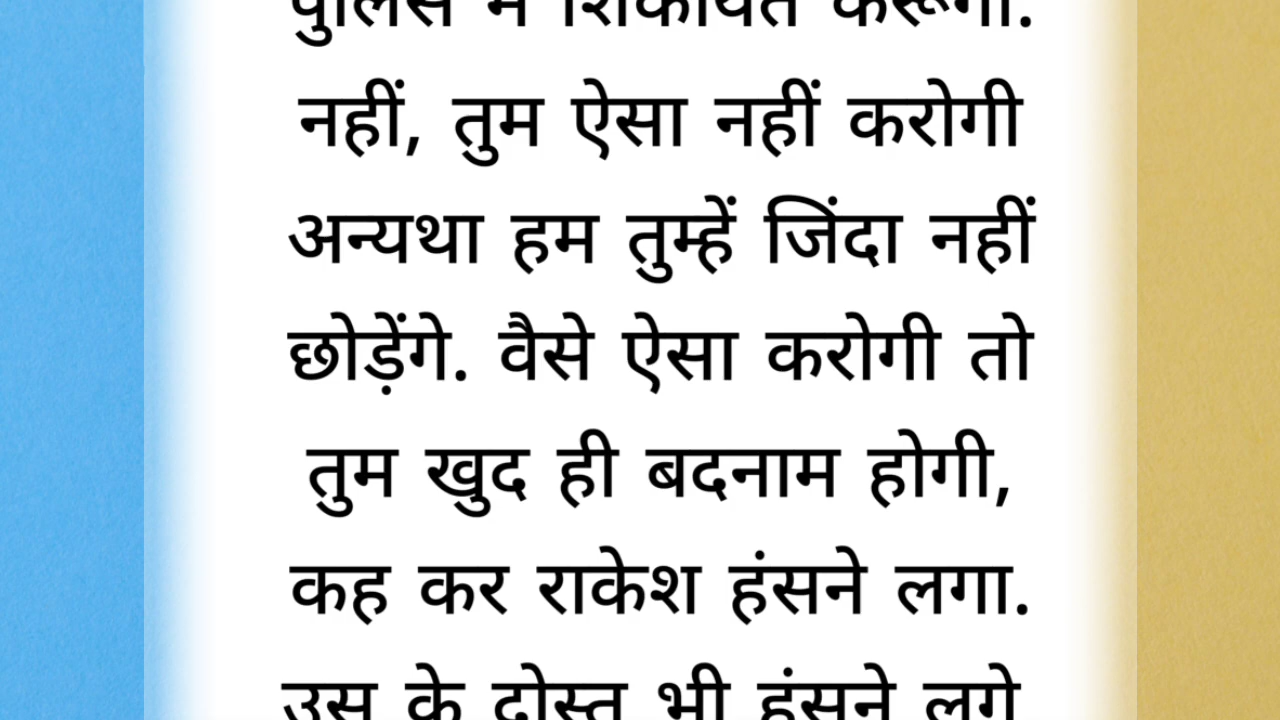 पुलिस में शिकायत करूंगी.
नहीं, तुम ऐसा नहीं करोगी
अन्यथा हम तुम्हें जिंदा नहीं
छोड़ेंगे. वैसे ऐसा करोगी तो
तुम खुद ही बदनाम होगी,
कह कर राकेश हंसने लगा.
उस के दोस्त भी हंसने लगे